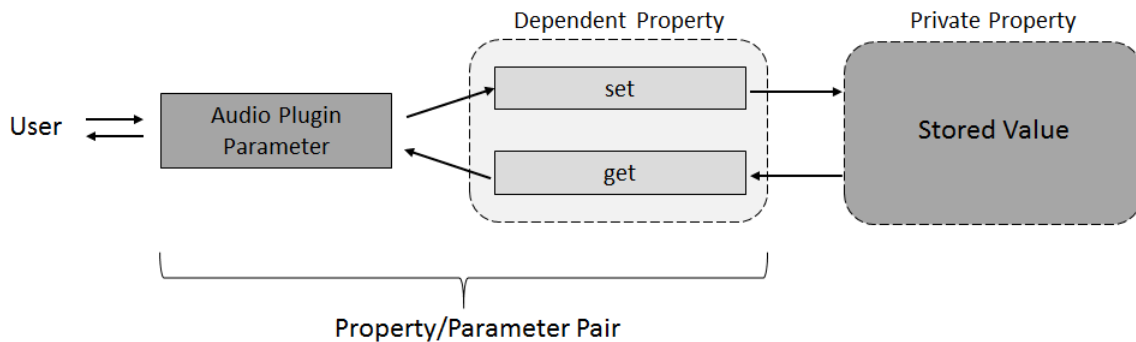 Dependent Property
Private Property
User
Audio Plugin
Parameter
set
get
Stored Value
Property/Parameter Pair